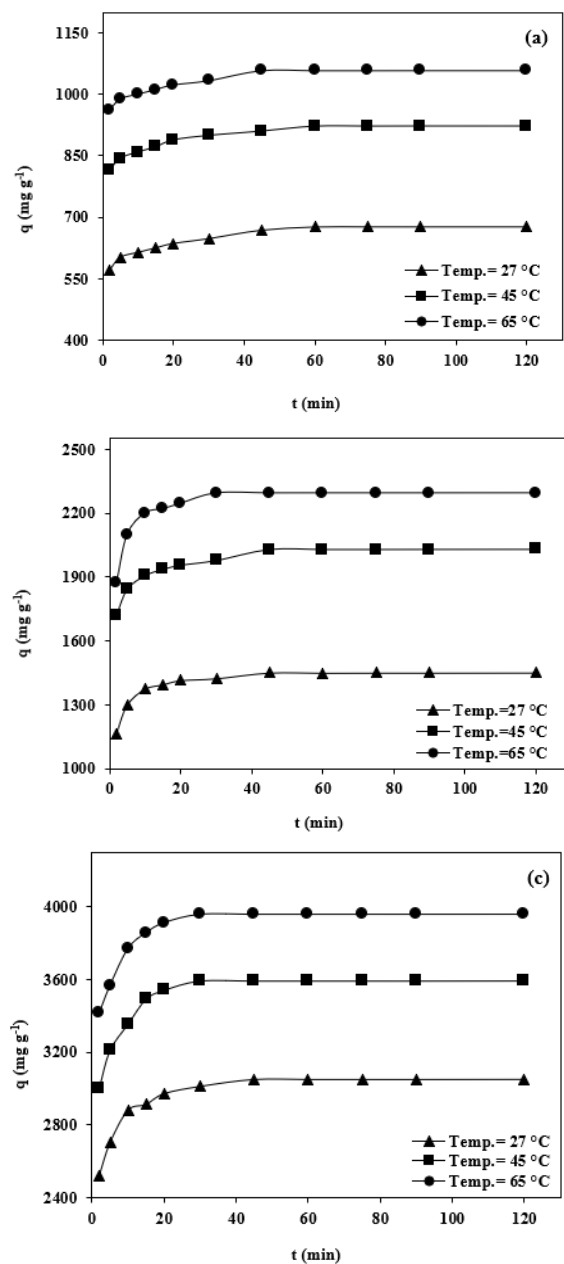 (a)
1150
1000
850
700
550
400
q (mg g-1)
Temp.= 27 °C
Temp.= 45 °C
Temp.= 65 °C
0 20 40 60 80 100 120
t (min)
2500
2200
1900
1600
1300
1000
q (mg g-1)
Temp.=27 °C
Temp.=45 °C
Temp.=65 °C
0 20 40 60 80 100 120
t (min)
(c)
4000
3600
3200
2800
2400
q (mg g-1)
Temp.= 27 °C
Temp.= 45 °C
Temp.= 65 °C
0 20 40 60 80 100 120
t (min)